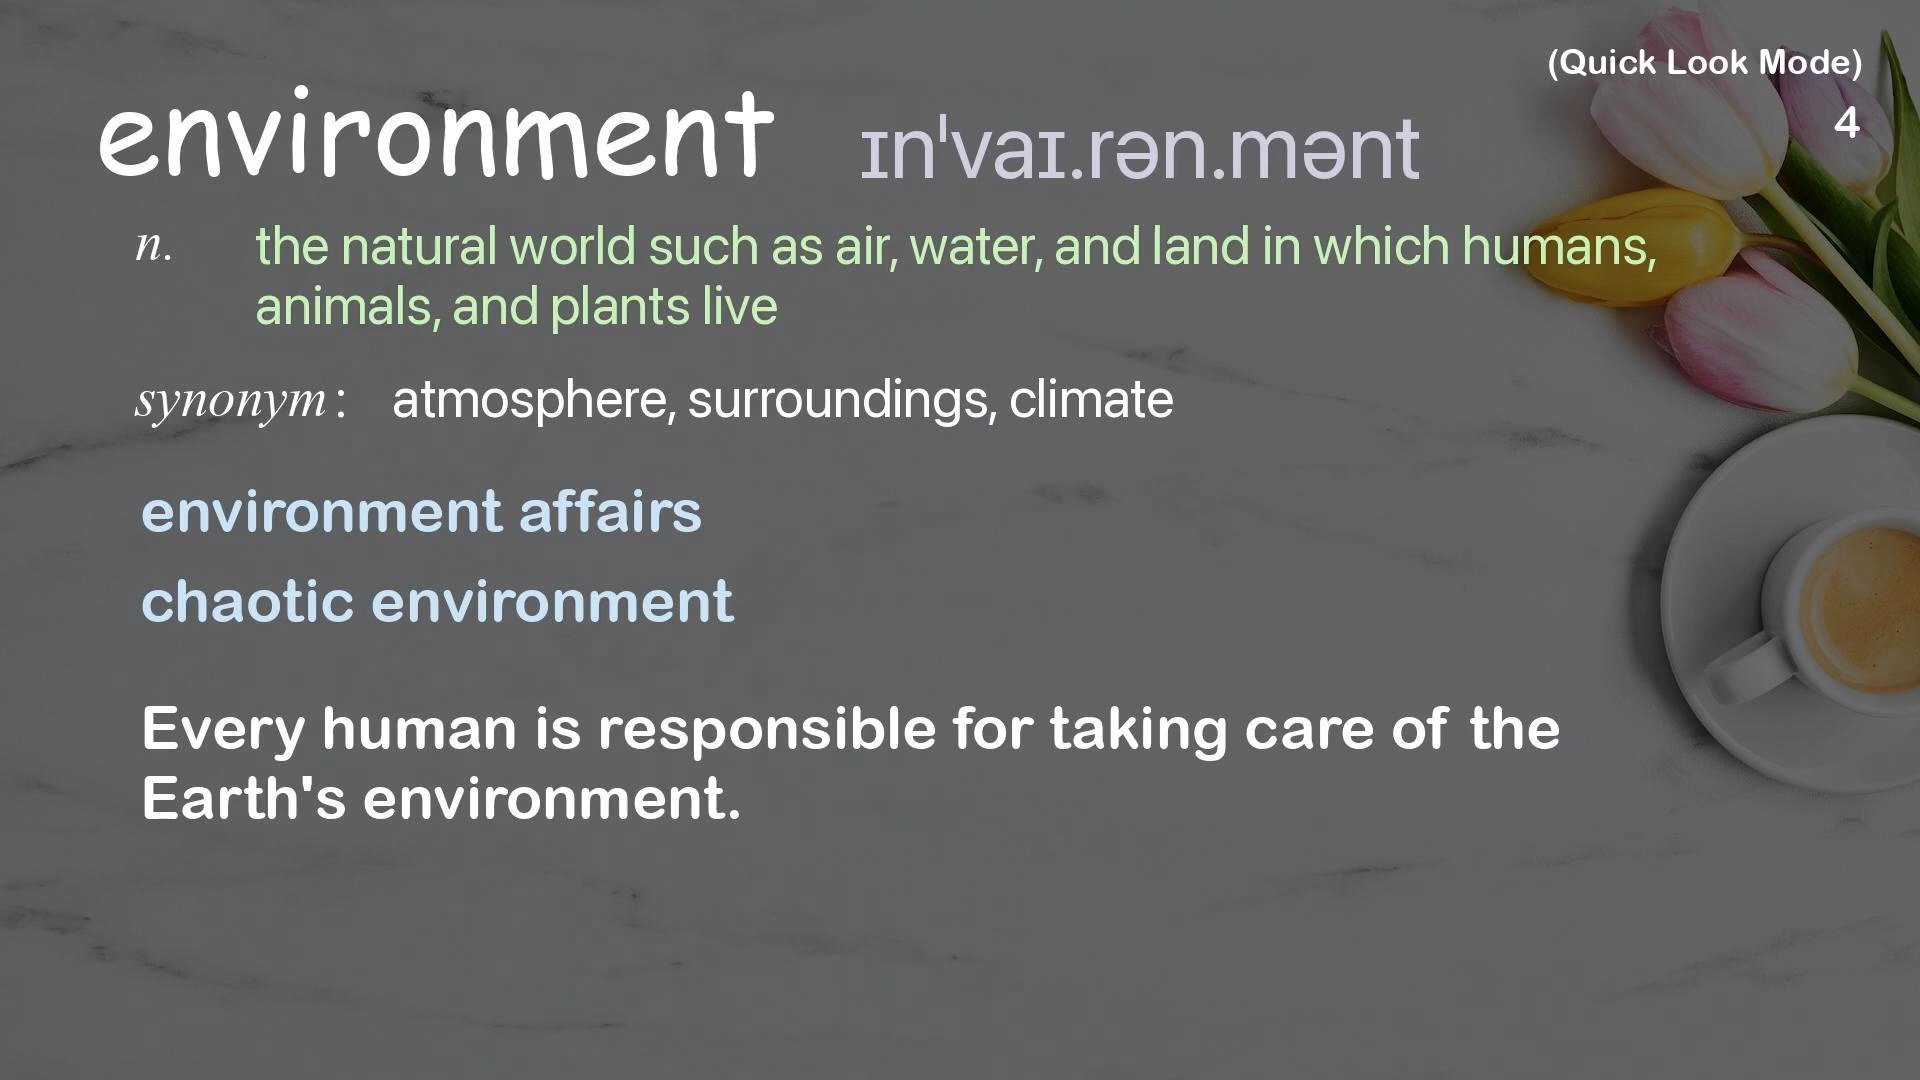 (Quick Look Mode)
4
environment ɪnˈvaɪ.rən.mənt
n. the natural world such as air, water, and land in which humans,
animals, and plants live
synonym : atmosphere, surroundings, climate
environment affairs
chaotic environment
Every human is responsible for taking care of the
Earth's environment.